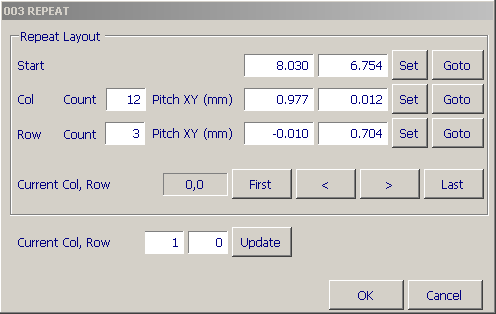 003 REPEAT
Repeat Layout
Start 8.030 6.754 Set Goto
Col Count 12 Pitch XY (mm) 0.977 0.012 Set Goto
Row Count 3 Pitch XY (mm) -0.010 0.704 Set Goto
Current Col, Row 0,0 First < > Last
Current Col, Row 1 0 Update
OK Cancel